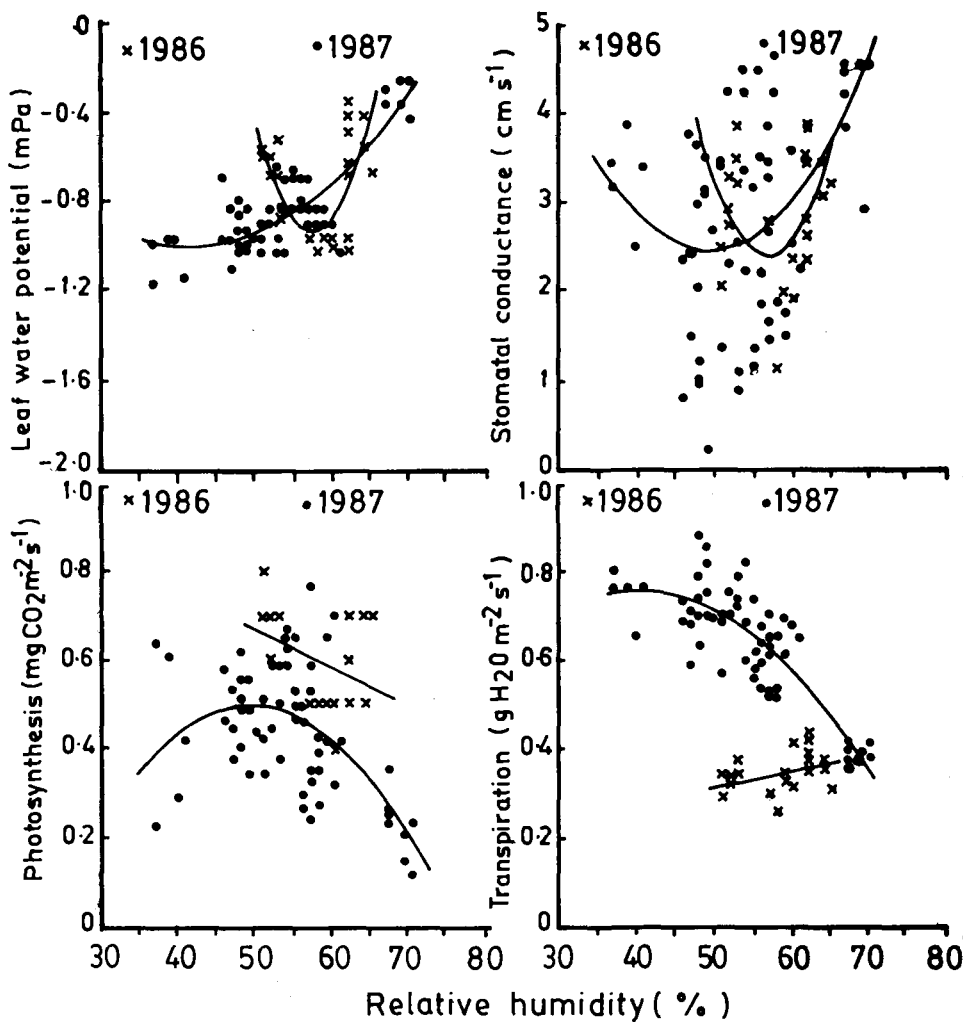 × 1986 • 1987
Leaf water potential (mPa)
·0
-0·4
-0·8
-1·2
-1·6
-2·0
× 1986 • 1987
Stomatal conductance (cm s⁻¹)
5
4
3
2
1
0
× 1986 • 1987
Photosynthesis (mg CO₂ m⁻² s⁻¹)
1·0
0·8
0·6
0·4
0·2
0
30 40 50 60 70 80
× 1986 • 1987
Transpiration (g H20 m⁻² s⁻¹)
1·0
0·8
0·6
0·4
0·2
0
30 40 50 60 70 80
Relative humidity (%)